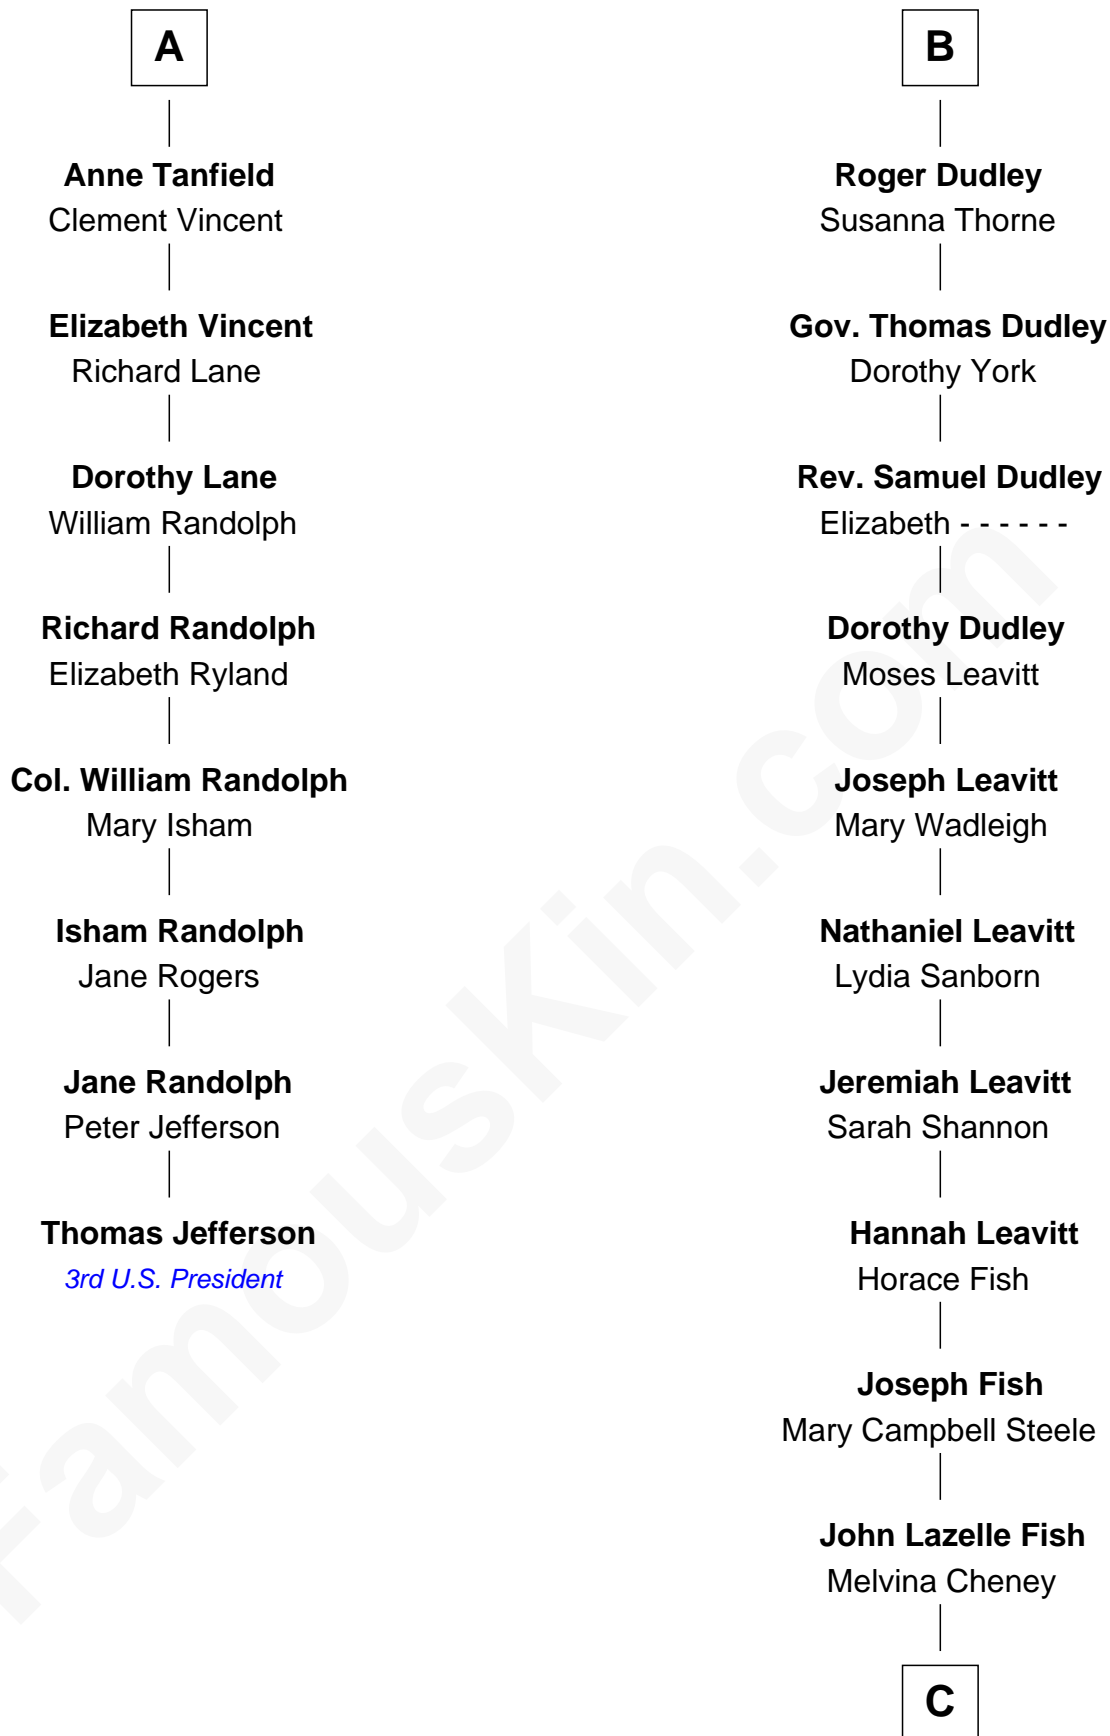 A
Anne Tanfield
Clement Vincent
Elizabeth Vincent
Richard Lane
Dorothy Lane
William Randolph
Richard Randolph
Elizabeth Ryland
Col. William Randolph
Mary Isham
Isham Randolph
Jane Rogers
Jane Randolph
Peter Jefferson
Thomas Jefferson
3rd U.S. President
B
Roger Dudley
Susanna Thorne
Gov. Thomas Dudley
Dorothy York
Rev. Samuel Dudley
Elizabeth - - - - - -
Dorothy Dudley
Moses Leavitt
Joseph Leavitt
Mary Wadleigh
Nathaniel Leavitt
Lydia Sanborn
Jeremiah Leavitt
Sarah Shannon
Hannah Leavitt
Horace Fish
Joseph Fish
Mary Campbell Steele
John Lazelle Fish
Melvina Cheney
C
FamousKin.com